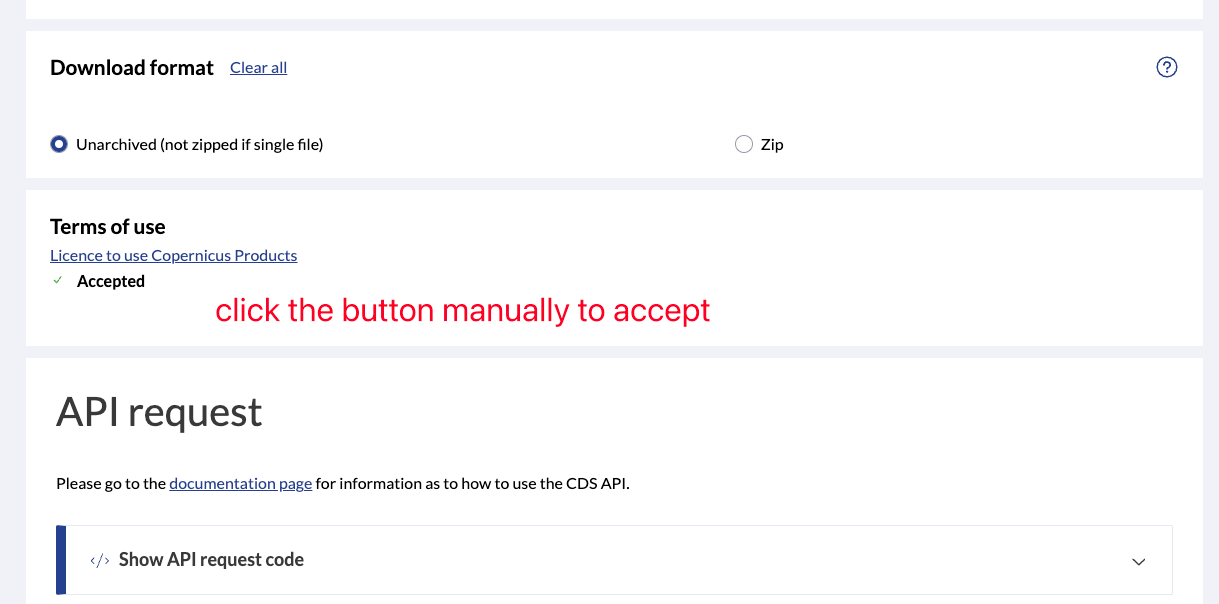 Download format Clear all
Unarchived (not zipped if single file) Zip
Terms of use
Licence to use Copernicus Products
Accepted
click the button manually to accept
API request
Please go to the documentation page for information as to how to use the CDS API.
</> Show API request code